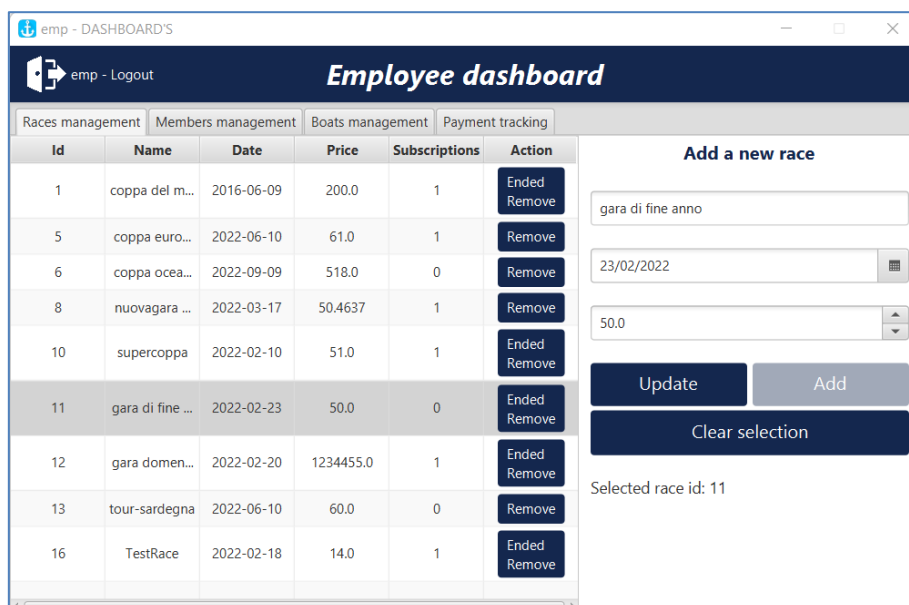 emp - DASHBOARD'S
emp - Logout
Employee dashboard
Races management Members management Boats management Payment tracking
Id Name Date Price Subscriptions Action
1 coppa del m... 2016-06-09 200.0 1 Ended Remove
5 coppa euro... 2022-06-10 61.0 1 Remove
6 coppa ocea... 2022-09-09 518.0 0 Remove
8 nuovagara ... 2022-03-17 50.4637 1 Remove
10 supercoppa 2022-02-10 51.0 1 Ended Remove
11 gara di fine ... 2022-02-23 50.0 0 Ended Remove
12 gara domen... 2022-02-20 1234455.0 1 Ended Remove
13 tour-sardegna 2022-06-10 60.0 0 Remove
16 TestRace 2022-02-18 14.0 1 Ended Remove
Add a new race
gara di fine anno
23/02/2022
50.0
Update Add
Clear selection
Selected race id: 11